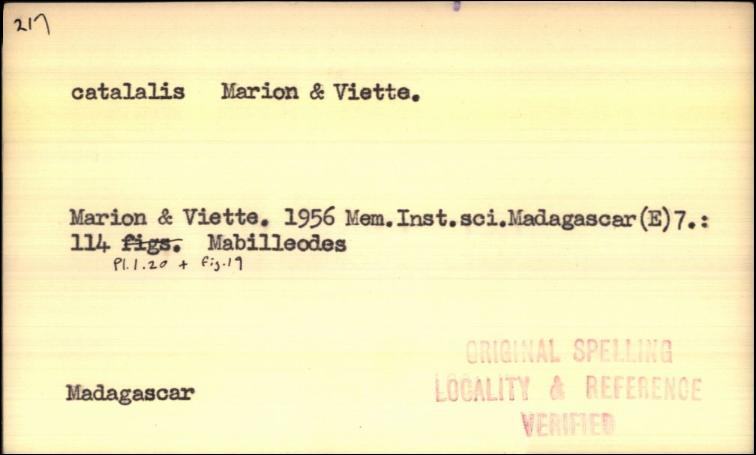 217
catalalis Marion & Viette.
Marion & Viette. 1956 Mem.Inst.sci.Madagascar(E)7.:
114 figs. Mabilleodes
Pl.1.20 + fig.19
Madagascar
ORIGINAL SPELLING
LOCALITY & REFERENCE
VERIFIED